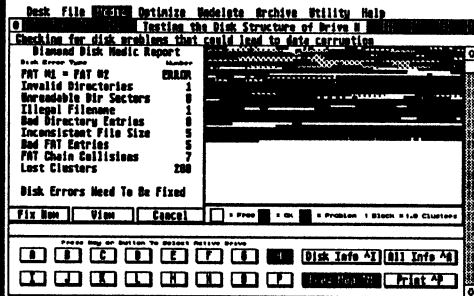 Desk File Medic Optimize Undelete Archive Utility Help
Testing the Disk Structure of Drive M
Checking for disk problems that could lead to data corruption
Diamond Disk Medic Report
Disk Error Type Number
FAT #1 = FAT #2 ERROR
Invalid Directories 1
Unreadable Dir Sectors 0
Illegal Filename 1
Bad Directory Entries 8
Inconsistent File Size 5
Bad FAT Entries 5
FAT Chain Collisions 7
Lost Clusters 280
Disk Errors Need To Be Fixed
Fix Now View Cancel
= Free = OK = Problem 1 Block = 1.0 Clusters
Press Key or Button To Select Active Drive
A B C D E F G Disk Info ^I All Info ^A
I J K L M N O P Print ^P